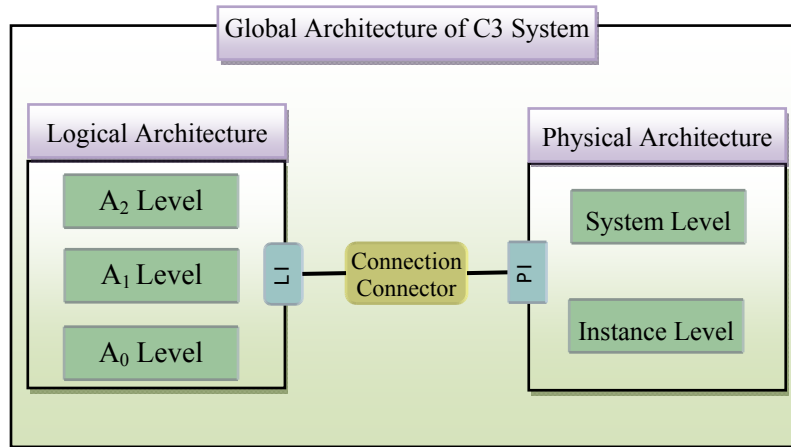 Global Architecture of C3 System
Logical Architecture
A₂ Level
A₁ Level
A₀ Level
LI
Connection
Connector
PI
Physical Architecture
System Level
Instance Level